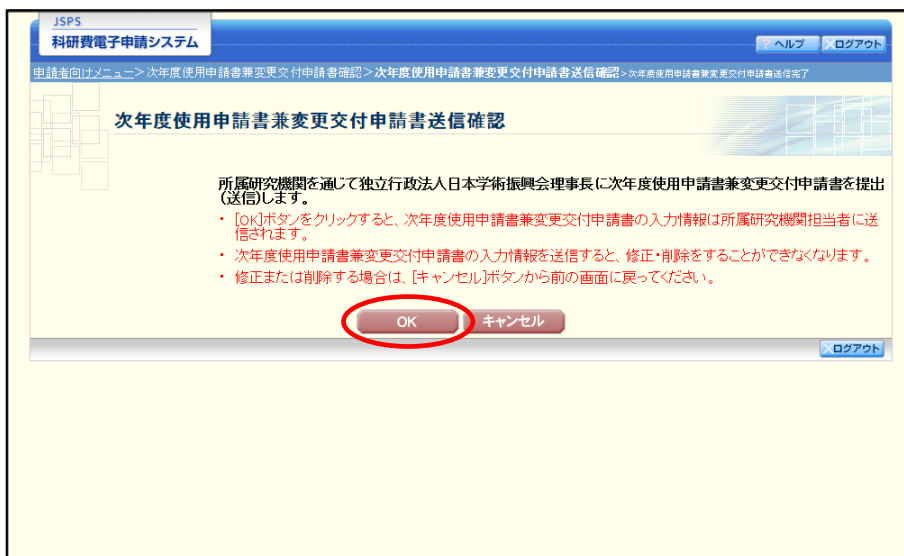 JSPS
科研費電子申請システム
? ヘルプ
ログアウト
申請者向けメニュー>次年度使用申請書兼変更交付申請書確認>次年度使用申請書兼変更交付申請書送信確認>次年度使用申請書兼変更交付申請書送信完了
次年度使用申請書兼変更交付申請書送信確認
所属研究機関を通じて独立行政法人日本学術振興会理事長に次年度使用申請書兼変更交付申請書を提出
(送信)します。
・ [OK]ボタンをクリックすると、次年度使用申請書兼変更交付申請書の入力情報は所属研究機関担当者に送
信されます。
・ 次年度使用申請書兼変更交付申請書の入力情報を送信すると、修正・削除をすることができなくなります。
・ 修正または削除する場合は、[キャンセル]ボタンから前の画面に戻ってください。
OK
キャンセル
ログアウト